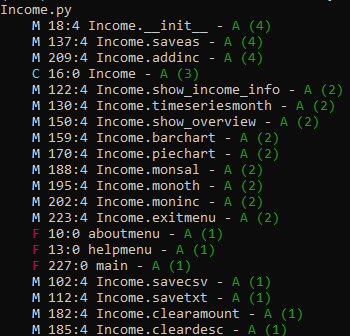 Income.py
M 18:4 Income.__init__ - A (4)
M 137:4 Income.saveas - A (4)
M 209:4 Income.addinc - A (4)
C 16:0 Income - A (3)
M 122:4 Income.show_income_info - A (2)
M 130:4 Income.timeseriesmonth - A (2)
M 150:4 Income.show_overview - A (2)
M 159:4 Income.barchart - A (2)
M 170:4 Income.piechart - A (2)
M 188:4 Income.monsal - A (2)
M 195:4 Income.monoth - A (2)
M 202:4 Income.moninc - A (2)
M 223:4 Income.exitmenu - A (2)
F 10:0 aboutmenu - A (1)
F 13:0 helpmenu - A (1)
F 227:0 main - A (1)
M 102:4 Income.savecsv - A (1)
M 112:4 Income.savetxt - A (1)
M 182:4 Income.clearamount - A (1)
M 185:4 Income.cleardesc - A (1)